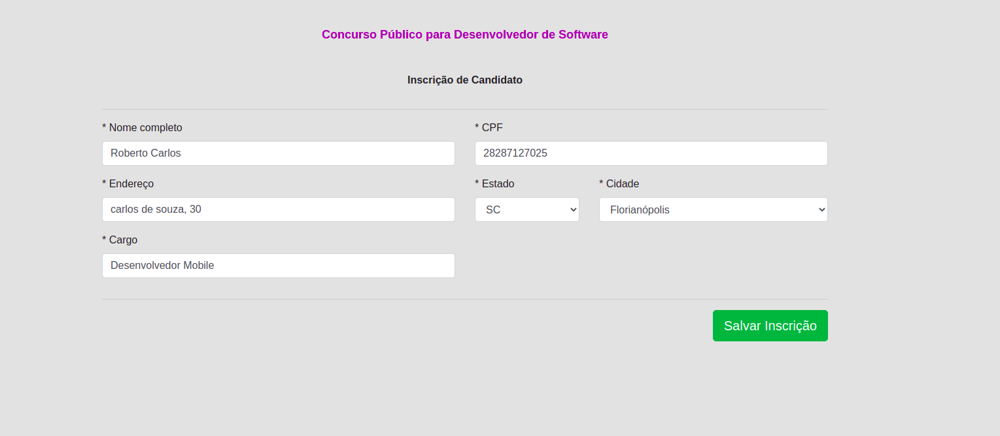 Concurso Público para Desenvolvedor de Software
Inscrição de Candidato
* Nome completo
* CPF
Roberto Carlos
28287127025
* Endereço
* Estado
* Cidade
carlos de souza, 30
SC
Florianópolis
* Cargo
Desenvolvedor Mobile
Salvar Inscrição